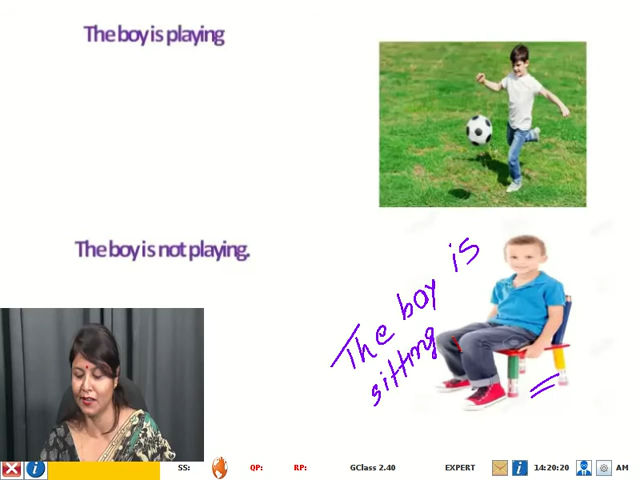 The boy is playing
The boy is not playing.
The boy is
sitting
SS:
QP:
RP:
GClass 2.40
EXPERT
14:20:20
AM